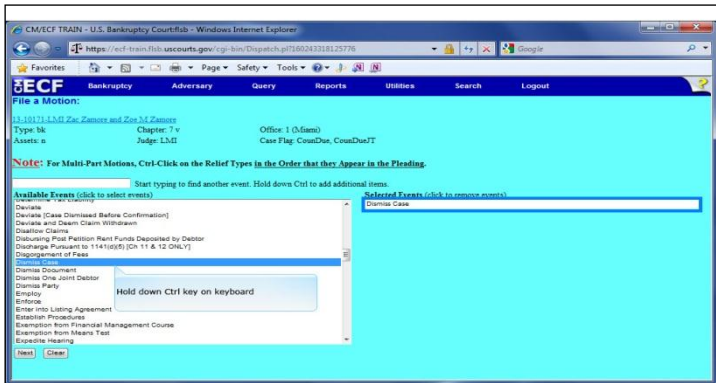 CM/ECF TRAIN - U.S. Bankruptcy Court:flsb - Windows Internet Explorer
https://ecf-train.flsb.uscourts.gov/cgi-bin/Dispatch.pl?160243318125776
Google
Favorites Page Safety Tools
ECF Bankruptcy Adversary Query Reports Utilities Search Logout
File a Motion:
13-10171-LMI Zac Zamore and Zoe M Zamore
Type: bk Chapter: 7 v Office: 1 (Miami)
Assets: n Judge: LMI Case Flag: CounDue, CounDueJT
Note: For Multi-Part Motions, Ctrl-Click on the Relief Types in the Order that they Appear in the Pleading.
Start typing to find another event. Hold down Ctrl to add additional items.
Available Events (click to select events) Selected Events (click to remove events)
Determine Tax Liability
Dismiss Case
Deviate
Deviate [Case Dismissed Before Confirmation]
Deviate and Deem Claim Withdrawn
Disallow Claims
Disbursing Post Petition Rent Funds Deposited by Debtor
Discharge Pursuant to 1141(d)(5) [Ch 11 & 12 ONLY]
Disgorgement of Fees
Dismiss Case
Dismiss Document
Dismiss One Joint Debtor
Dismiss Party
Employ
Hold down Ctrl key on keyboard
Enforce
Enter into Listing Agreement
Establish Procedures
Exemption from Financial Management Course
Exemption from Means Test
Expedite Hearing
Next Clear